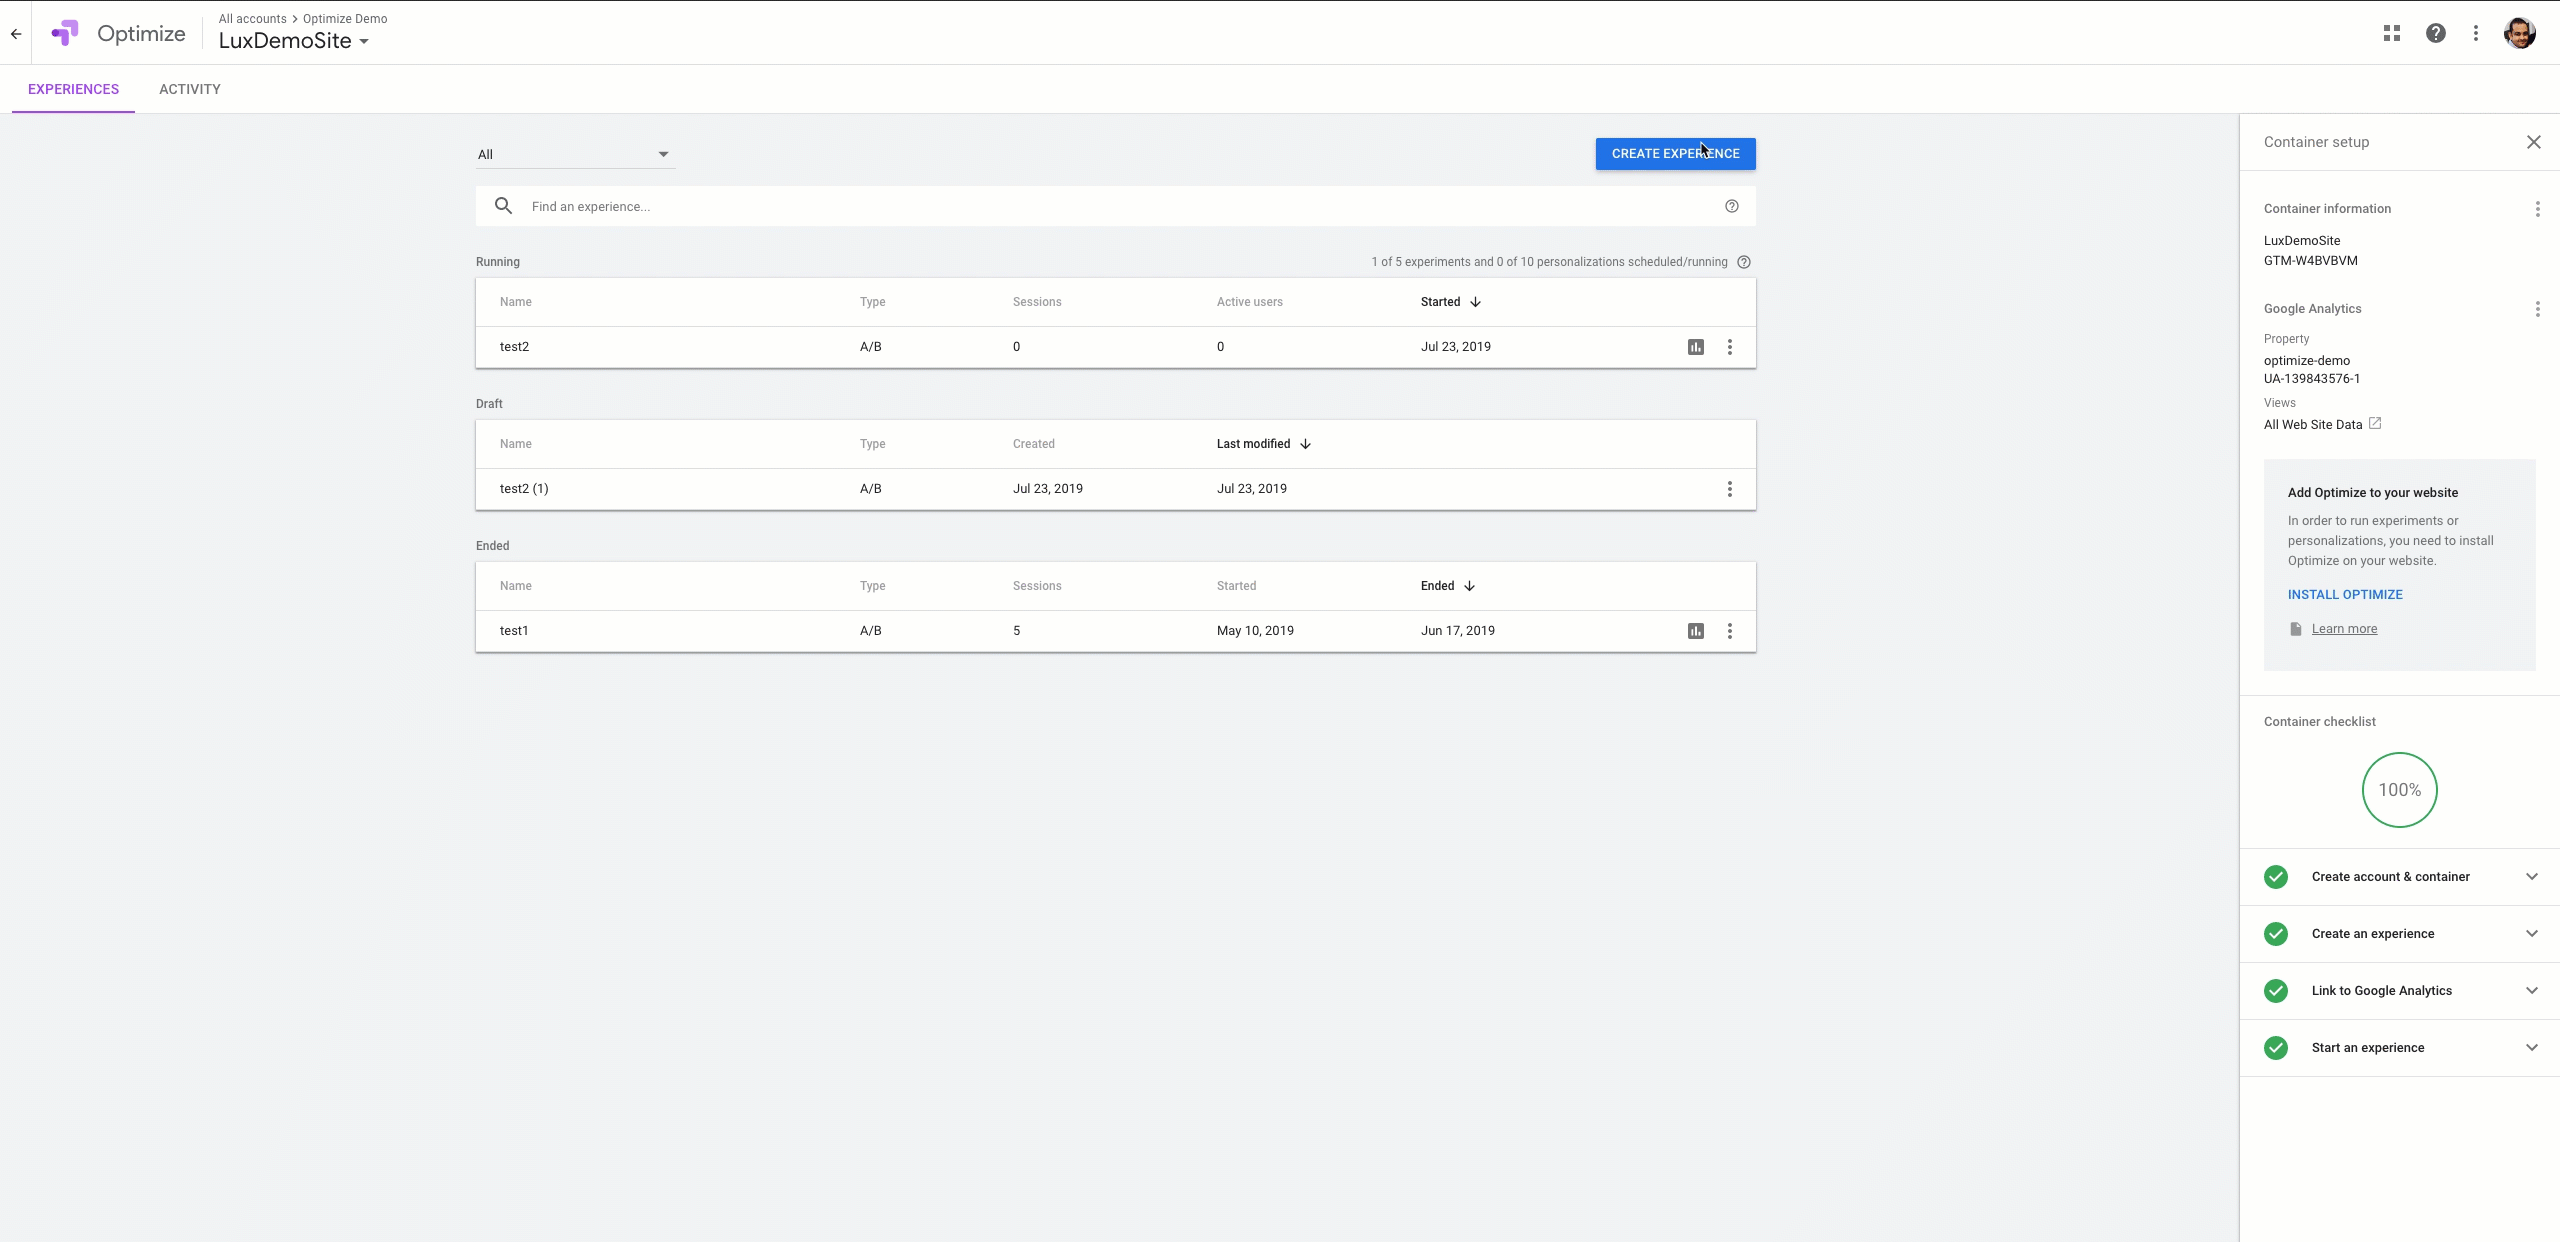 All accounts > Optimize Demo
Optimize
LuxDemoSite
EXPERIENCES
ACTIVITY
All
CREATE EXPERIENCE
Find an experience...
Running
1 of 5 experiments and 0 of 10 personalizations scheduled/running
Name Type Sessions Active users Started
test2 A/B 0 0 Jul 23, 2019
Draft
Name Type Created Last modified
test2 (1) A/B Jul 23, 2019 Jul 23, 2019
Ended
Name Type Sessions Started Ended
test1 A/B 5 May 10, 2019 Jun 17, 2019
Container setup
Container information
LuxDemoSite
GTM-W4BVBVM
Google Analytics
Property
optimize-demo
UA-139843576-1
Views
All Web Site Data
Add Optimize to your website
In order to run experiments or
personalizations, you need to install
Optimize on your website.
INSTALL OPTIMIZE
Learn more
Container checklist
100%
Create account & container
Create an experience
Link to Google Analytics
Start an experience